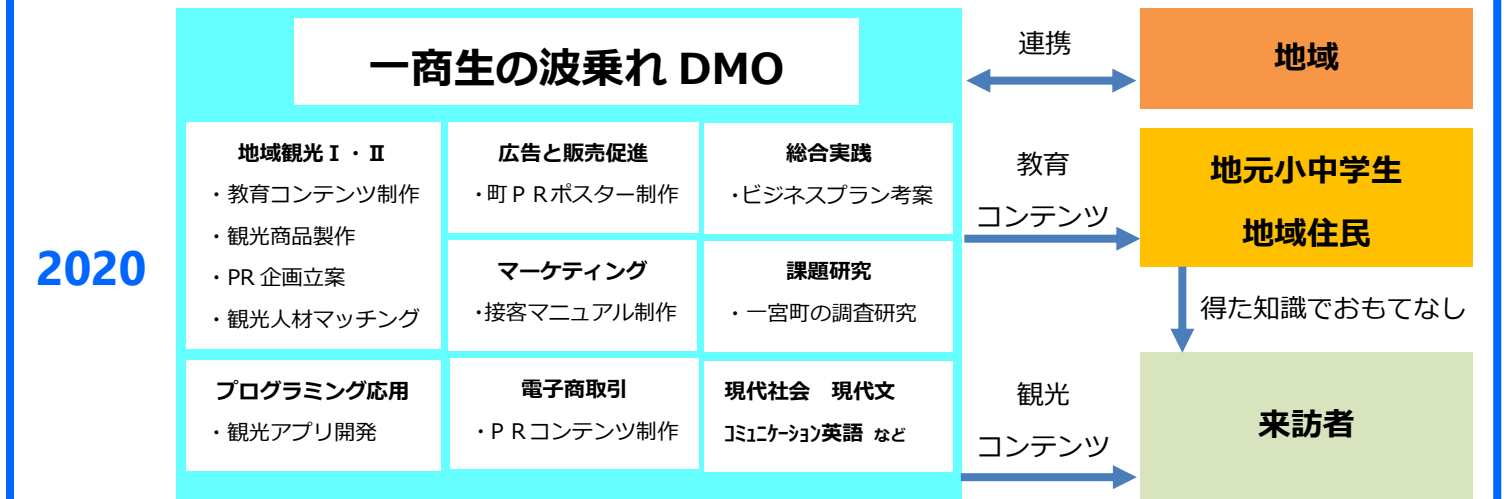 2020
一商生の波乗れ DMO
地域観光Ⅰ・Ⅱ
・教育コンテンツ制作
・観光商品製作
・PR 企画立案
・観光人材マッチング
広告と販売促進
・町ＰＲポスター制作
総合実践
・ビジネスプラン考案
マーケティング
・接客マニュアル制作
課題研究
・一宮町の調査研究
プログラミング応用
・観光アプリ開発
電子商取引
・ＰＲコンテンツ制作
現代社会　現代文
ｺﾐｭﾆｹｰｼｮﾝ英語 など
連携
地域
教育
コンテンツ
地元小中学生
地域住民
得た知識でおもてなし
観光
コンテンツ
来訪者